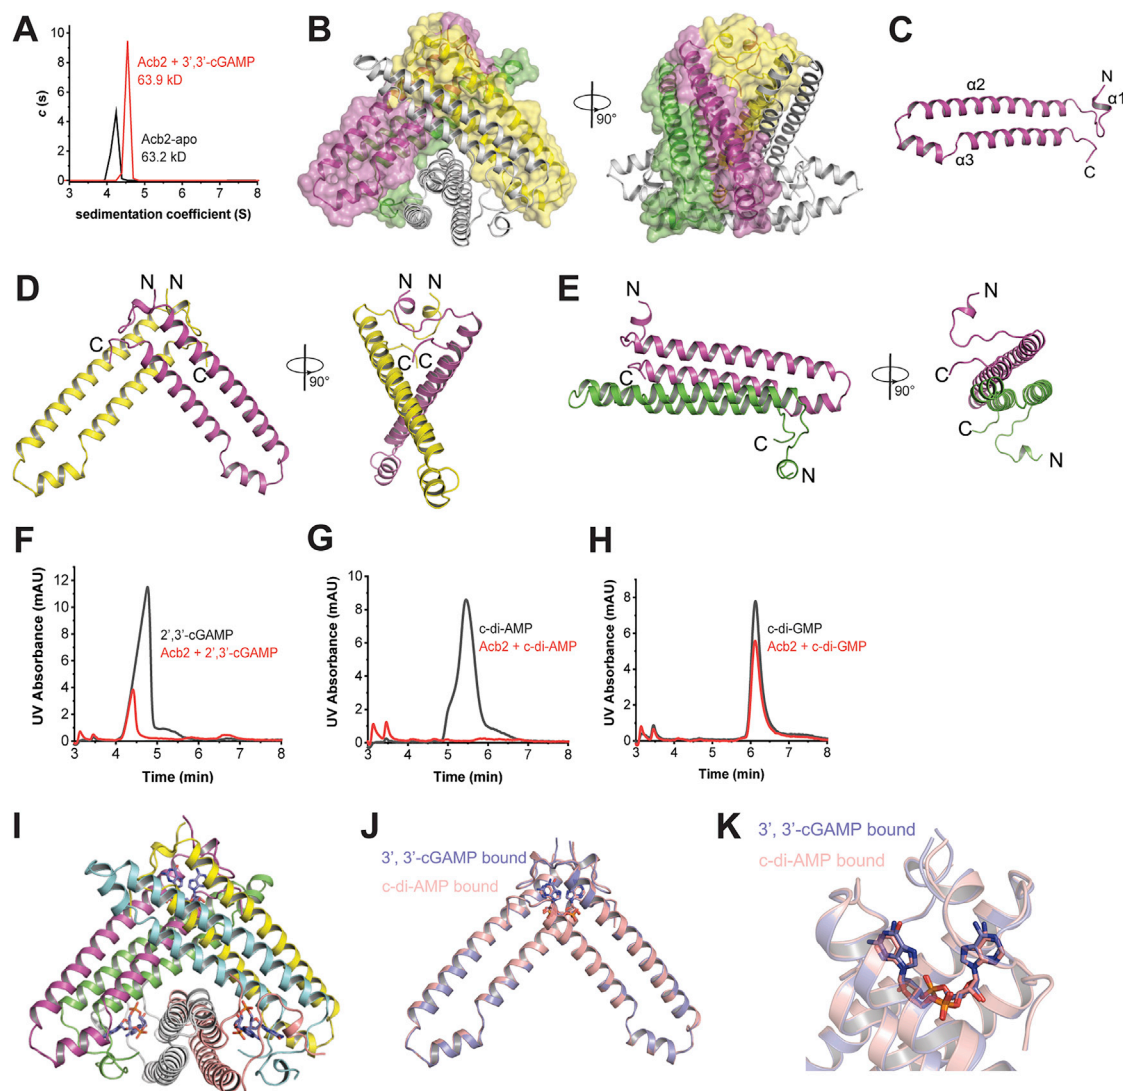 A
c (s)
10
8
6
4
2
0
Acb2 + 3',3'-cGAMP
63.9 kD
Acb2-apo
63.2 kD
3 4 5 6 7 8
sedimentation coefficient (S)
B
90°
C
α2
N
α1
α3
C
D
N N
C
C
90°
N N
C C
E
N
C
C
N
90°
N
C
N
F
UV Absorbance (mAU)
12
10
8
6
4
2
0
2',3'-cGAMP
Acb2 + 2',3'-cGAMP
3 4 5 6 7 8
Time (min)
G
UV Absorbance (mAU)
10
8
6
4
2
0
c-di-AMP
Acb2 + c-di-AMP
3 4 5 6 7 8
Time (min)
H
UV Absorbance (mAU)
8
6
4
2
0
c-di-GMP
Acb2 + c-di-GMP
3 4 5 6 7 8
Time (min)
I
J
3', 3'-cGAMP bound
c-di-AMP bound
K
3', 3'-cGAMP bound
c-di-AMP bound